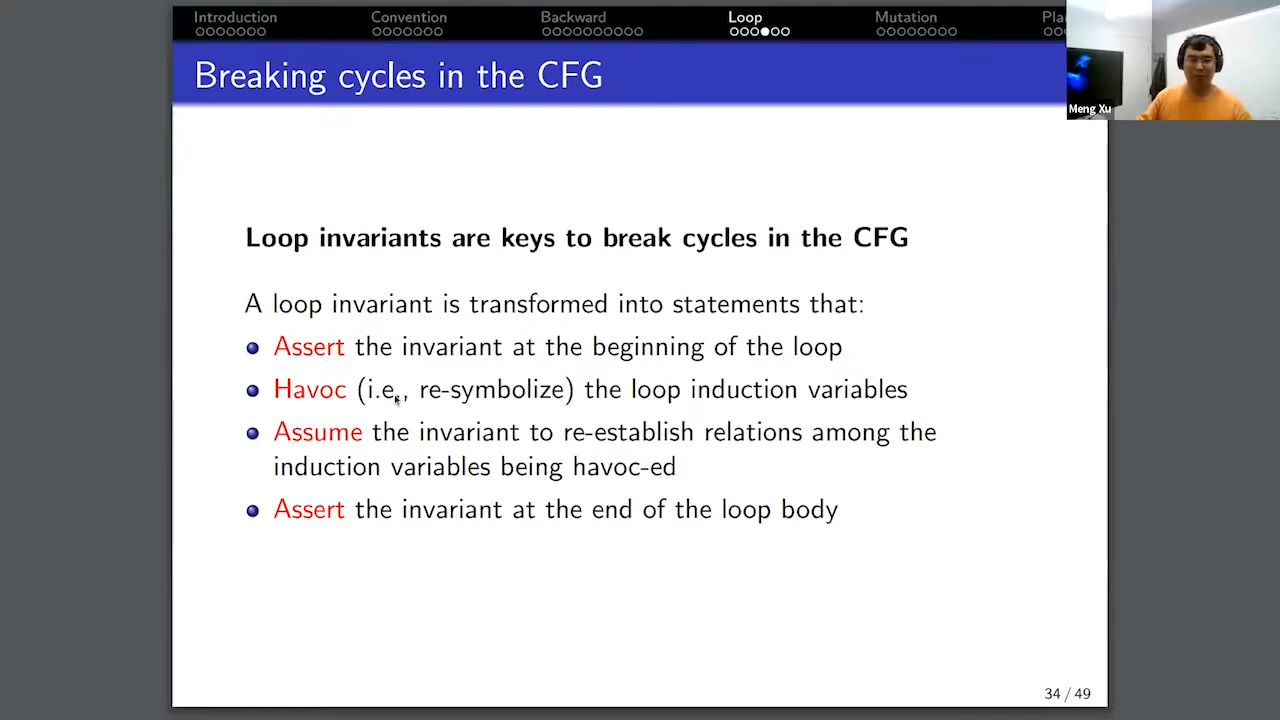 Introduction Convention Backward Loop Mutation Pla
Meng Xu
Breaking cycles in the CFG
Loop invariants are keys to break cycles in the CFG
A loop invariant is transformed into statements that:
Assert the invariant at the beginning of the loop
Havoc (i.e., re-symbolize) the loop induction variables
Assume the invariant to re-establish relations among the
induction variables being havoc-ed
Assert the invariant at the end of the loop body
34 / 49